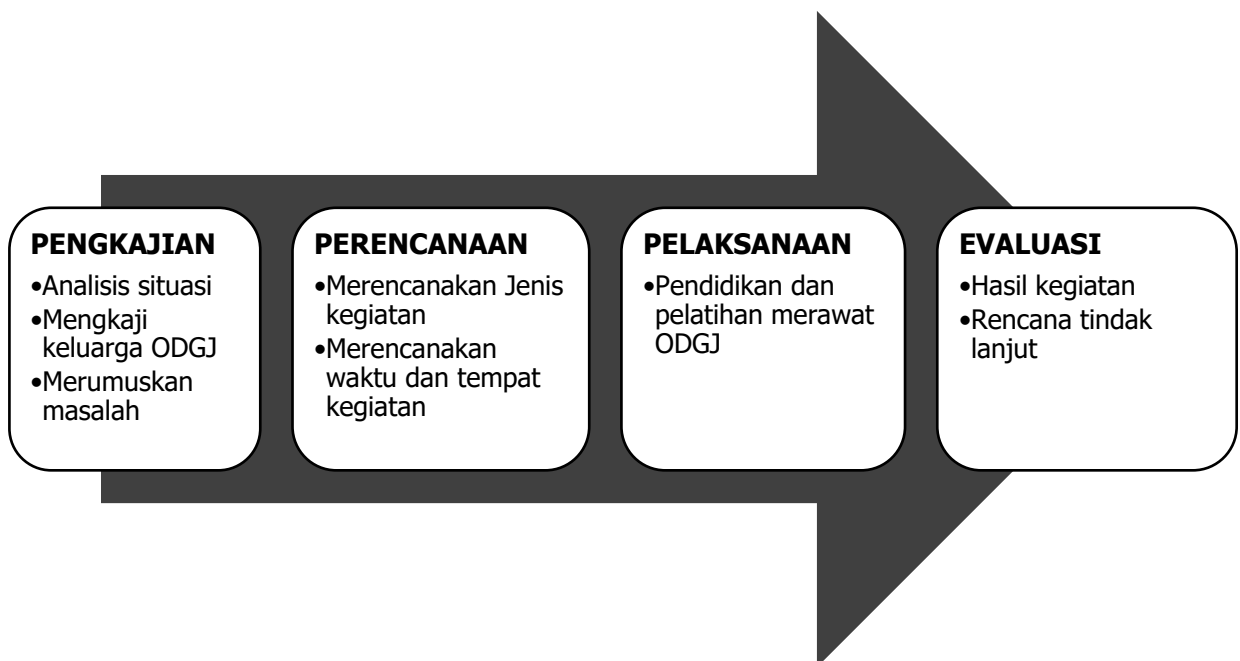 PENGKAJIAN
•Analisis situasi
•Mengkaji
keluarga ODGJ
•Merumuskan
masalah
PERENCANAAN
•Merencanakan Jenis
kegiatan
•Merencanakan
waktu dan tempat
kegiatan
PELAKSANAAN
•Pendidikan dan
pelatihan merawat
ODGJ
EVALUASI
•Hasil kegiatan
•Rencana tindak
lanjut